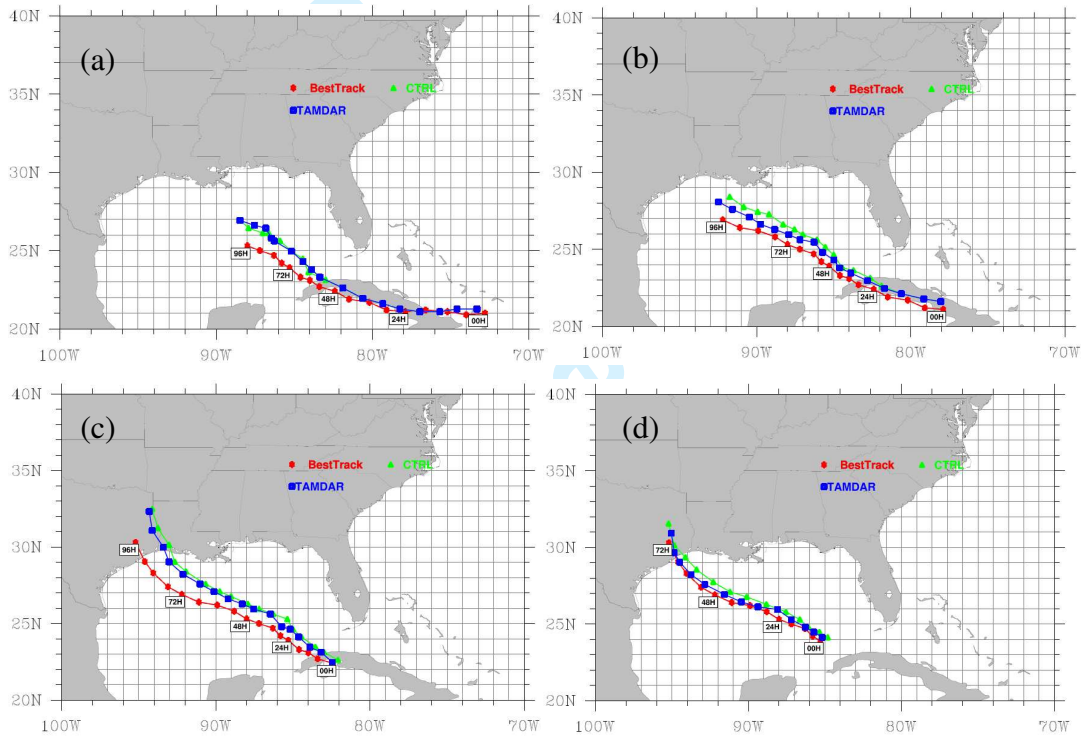 40N
(a)
35N
BestTrack CTRL
TAMDAR
30N
25N
96H
72H
48H
24H
00H
20N
100W 90W 80W 70W
40N
(b)
35N
BestTrack CTRL
TAMDAR
30N
25N
96H
72H
48H
24H
00H
20N
100W 90W 80W 70W
40N
(c)
35N
BestTrack CTRL
TAMDAR
30N
96H
72H
25N
48H
24H
00H
20N
100W 90W 80W 70W
40N
(d)
35N
BestTrack CTRL
TAMDAR
30N
72H
48H
25N
24H
00H
20N
100W 90W 80W 70W